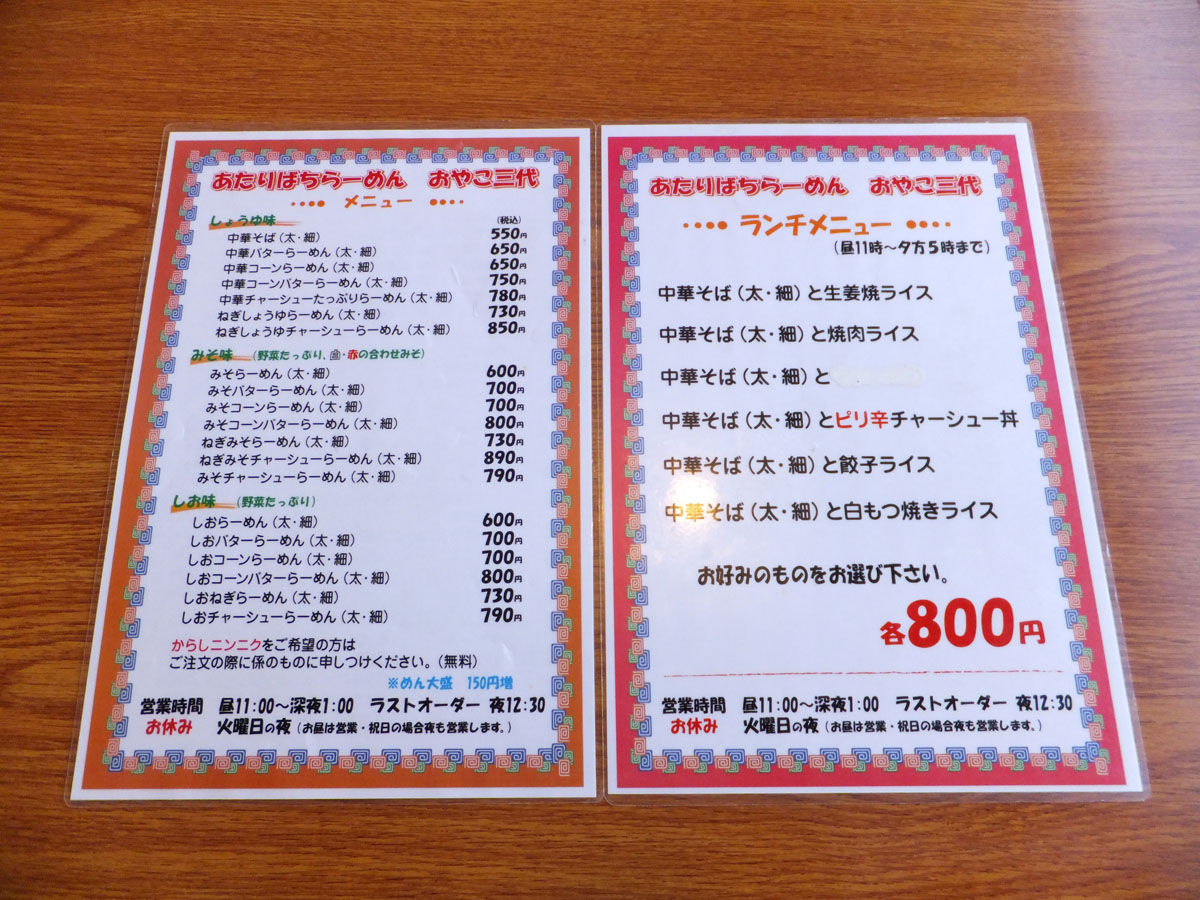 あたりばちらーめん　おやこ三代
・・●● メニュー ●●・・
しょうゆ味 (税込)
中華そば（太・細） 550円
中華バターらーめん（太・細） 650円
中華コーンらーめん（太・細） 650円
中華コーンバターらーめん（太・細） 750円
中華チャーシューたっぷりらーめん（太・細） 780円
ねぎしょうゆらーめん（太・細） 730円
ねぎしょうゆチャーシューらーめん（太・細） 850円
みそ味 （野菜たっぷり、白・赤の合わせみそ）
みそらーめん（太・細） 600円
みそバターらーめん（太・細） 700円
みそコーンらーめん（太・細） 700円
みそコーンバターらーめん（太・細） 800円
ねぎみそらーめん（太・細） 730円
ねぎみそチャーシューらーめん（太・細） 890円
みそチャーシューらーめん（太・細） 790円
しお味 （野菜たっぷり）
しおらーめん（太・細） 600円
しおバターらーめん（太・細） 700円
しおコーンらーめん（太・細） 700円
しおコーンバターらーめん（太・細） 800円
しおねぎらーめん（太・細） 730円
しおチャーシューらーめん（太・細） 790円
からしニンニクをご希望の方は
ご注文の際に係のものに申しつけください。（無料）
※めん大盛　150円増
営業時間　昼11:00～深夜1:00　ラストオーダー　夜12:30
お休み　火曜日の夜（お昼は営業・祝日の場合夜も営業します。）
あたりばちらーめん　おやこ三代
・・●● ランチメニュー ●●・・
（昼11時～夕方5時まで）
中華そば（太・細）と生姜焼ライス
中華そば（太・細）と焼肉ライス
中華そば（太・細）と
中華そば（太・細）とピリ辛チャーシュー丼
中華そば（太・細）と餃子ライス
中華そば（太・細）と白もつ焼きライス
お好みのものをお選び下さい。
各800円
営業時間　昼11:00～深夜1:00　ラストオーダー　夜12:30
お休み　火曜日の夜（お昼は営業・祝日の場合夜も営業します。）